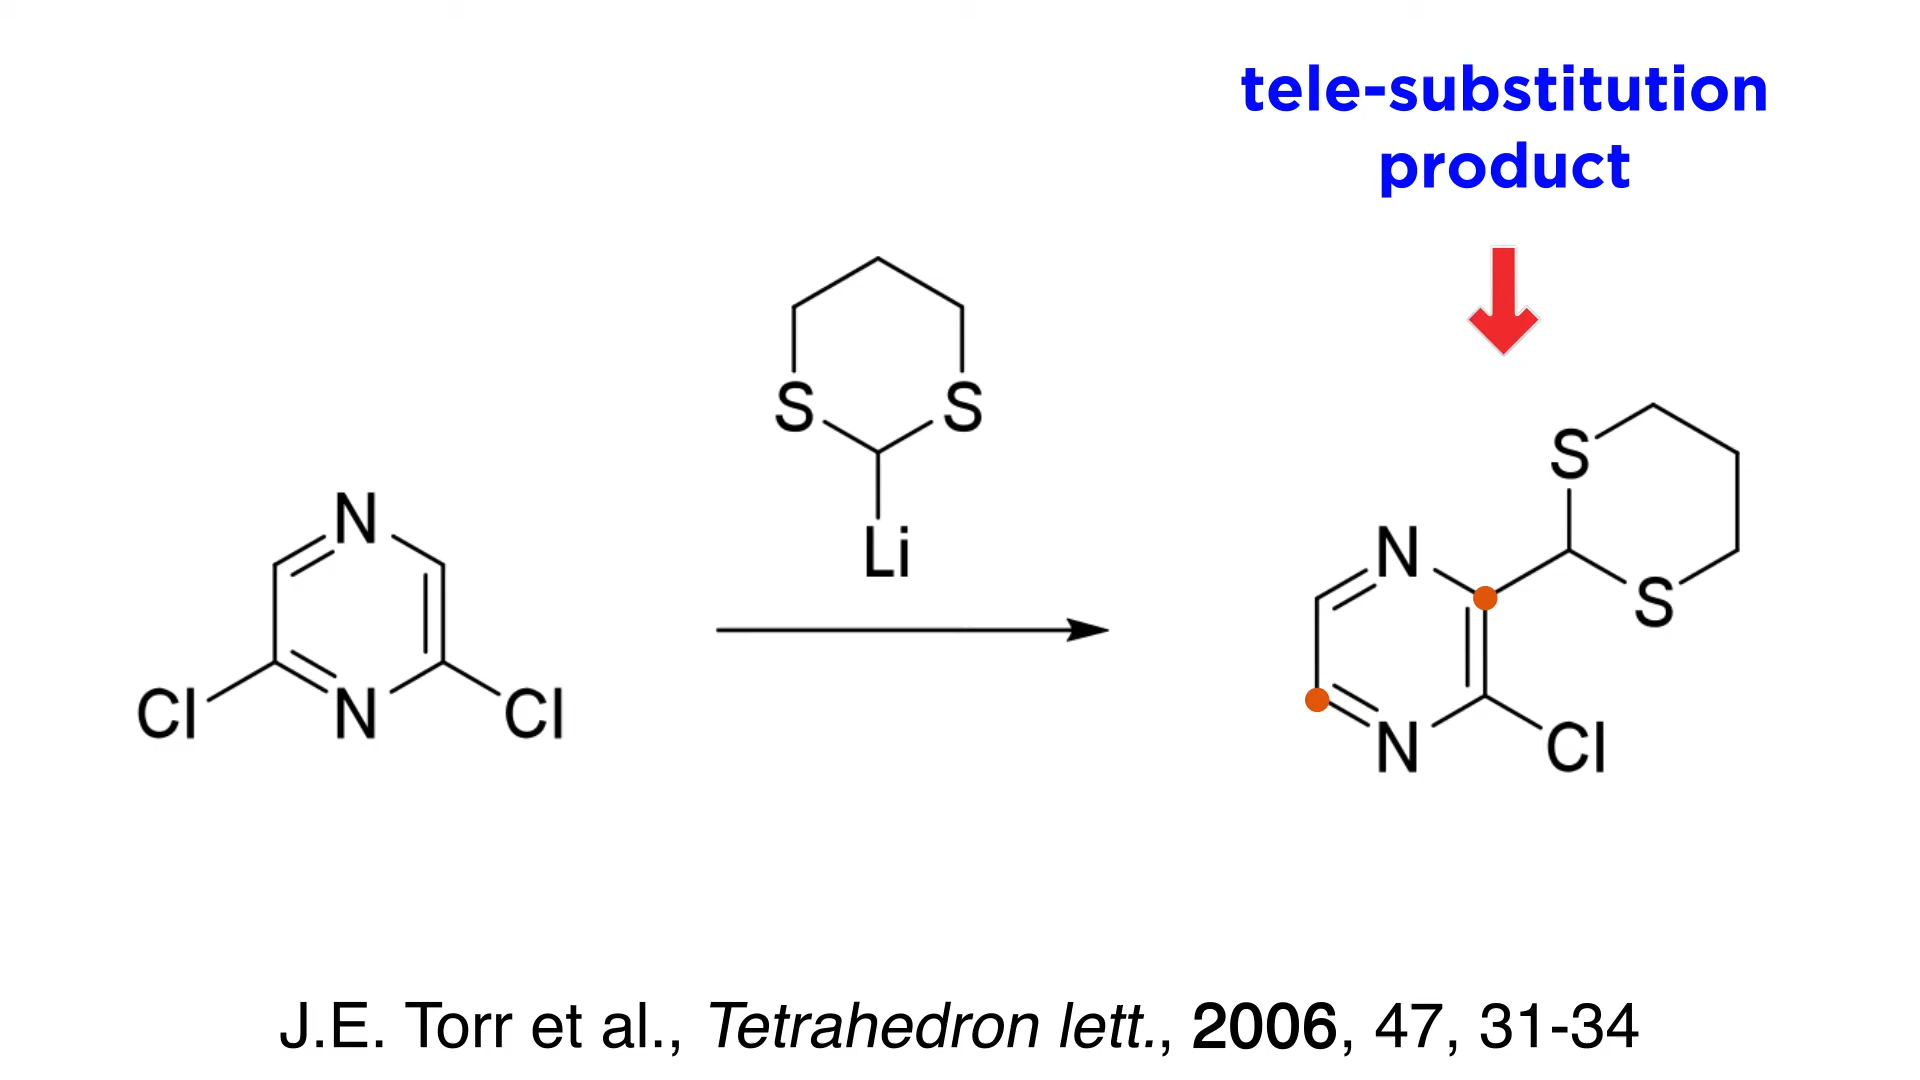 tele-substitution
product
S
S
Li
N
Cl
N
Cl
S
S
N
N
Cl
J.E. Torr et al., Tetrahedron lett., 2006, 47, 31-34